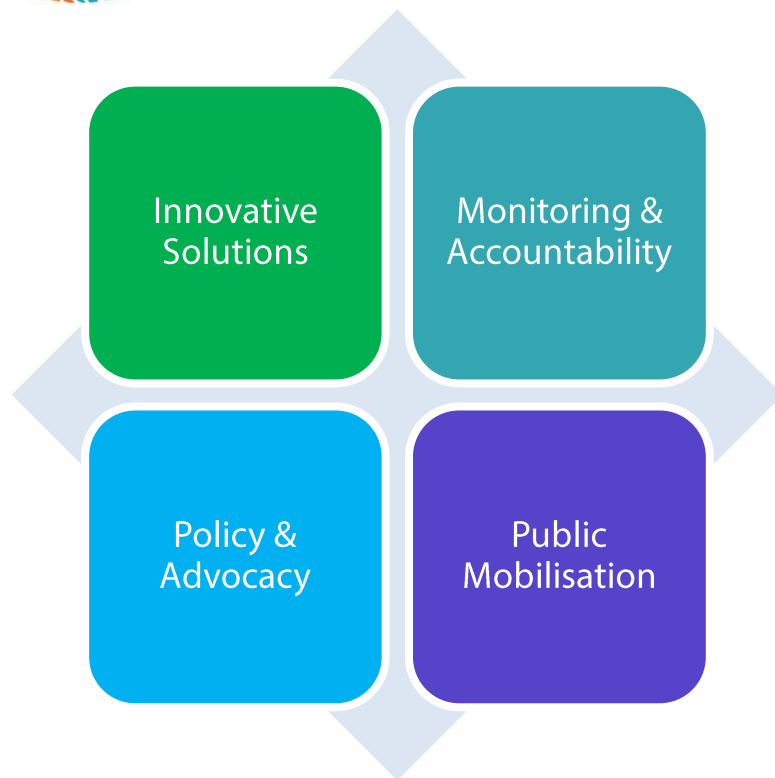 Innovative
Solutions
Monitoring &
Accountability
Policy &
Advocacy
Public
Mobilisation